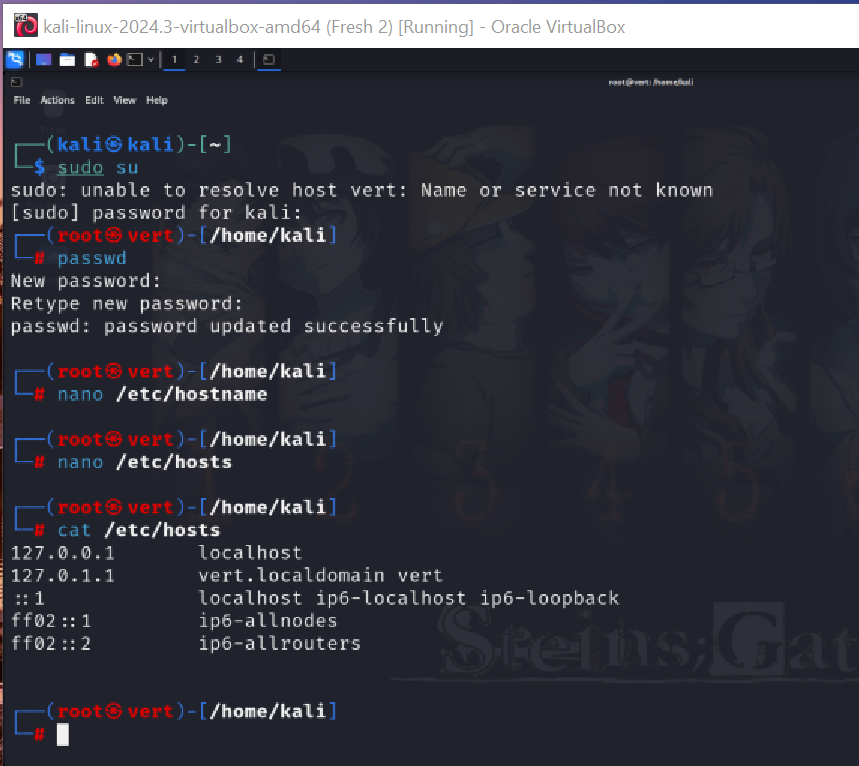 kali-linux-2024.3-virtualbox-amd64 (Fresh 2) [Running] - Oracle VirtualBox
1 2 3 4
root@vert: /home/kali
File Actions Edit View Help
┌──(kali㉿kali)-[~]
└─$ sudo su
sudo: unable to resolve host vert: Name or service not known
[sudo] password for kali:
┌──(root㉿vert)-[/home/kali]
└─# passwd
New password:
Retype new password:
passwd: password updated successfully
┌──(root㉿vert)-[/home/kali]
└─# nano /etc/hostname
┌──(root㉿vert)-[/home/kali]
└─# nano /etc/hosts
┌──(root㉿vert)-[/home/kali]
└─# cat /etc/hosts
127.0.0.1 localhost
127.0.1.1 vert.localdomain vert
::1 localhost ip6-localhost ip6-loopback
ff02::1 ip6-allnodes
ff02::2 ip6-allrouters
Steins;Gat
┌──(root㉿vert)-[/home/kali]
└─#